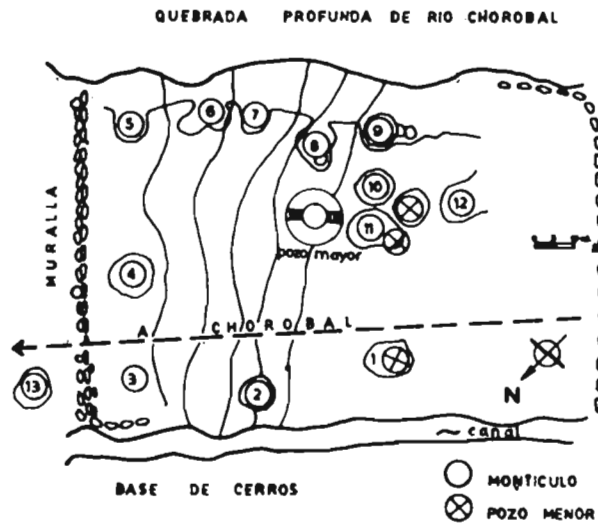 QUEBRADA PROFUNDA DE RIO CHOROBAL
5
6
7
8
9
10
12
11
MURALLA
pozo mayor
4
A CHOROBAL
1
13
3
2
N
canal
BASE DE CERROS
MONTICULO
POZO MENOR